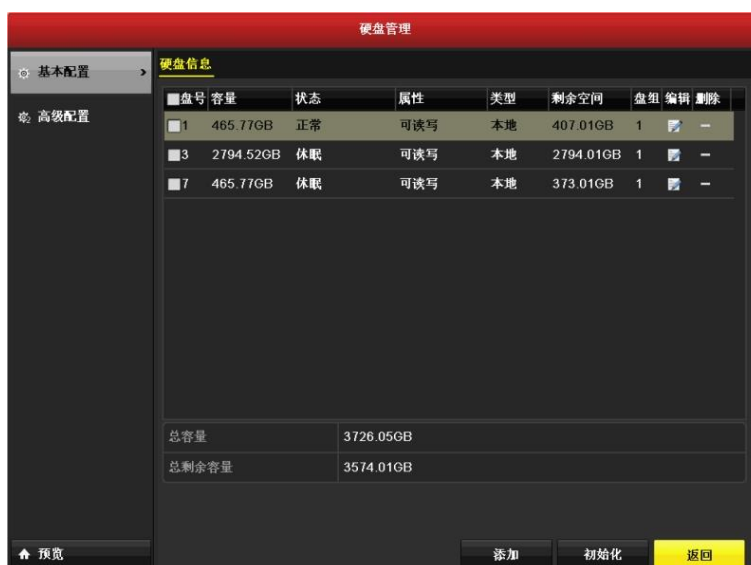 硬盘管理
基本配置 ›
高级配置
硬盘信息
盘号 容量 状态 属性 类型 剩余空间 盘组 编辑 删除
1 465.77GB 正常 可读写 本地 407.01GB 1 –
3 2794.52GB 休眠 可读写 本地 2794.01GB 1 –
7 465.77GB 休眠 可读写 本地 373.01GB 1 –
总容量 3726.05GB
总剩余容量 3574.01GB
预览 添加 初始化 返回